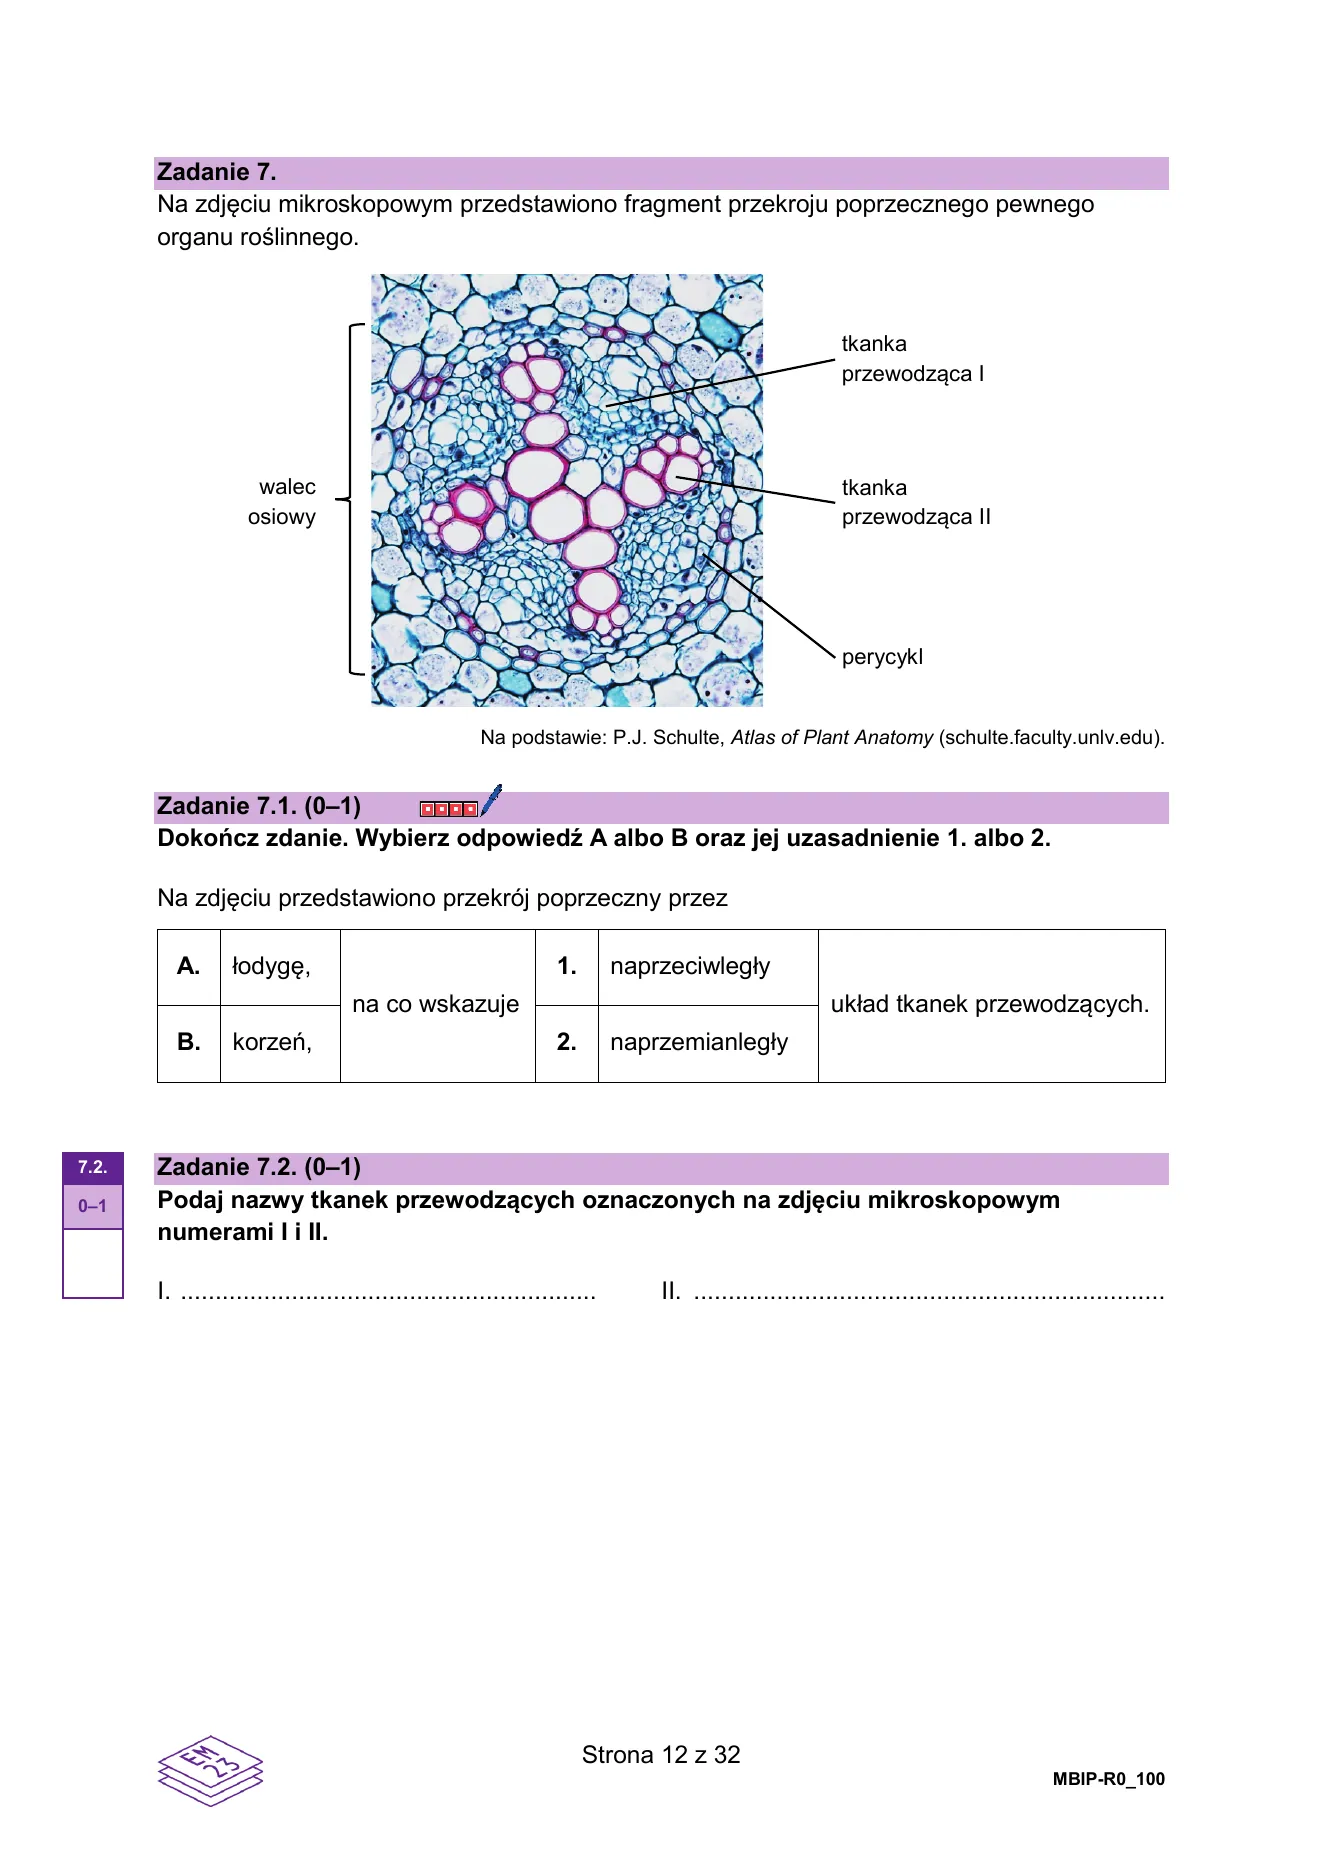 Zadanie 7.
Na zdjęciu mikroskopowym przedstawiono fragment przekroju poprzecznego pewnego
organu roślinnego.
tkanka
przewodząca I
walec
osiowy
tkanka
przewodząca II
perycykl
Na podstawie: P.J. Schulte, Atlas of Plant Anatomy (schulte.faculty.unlv.edu).
Zadanie 7.1. (0–1)
Dokończ zdanie. Wybierz odpowiedź A albo B oraz jej uzasadnienie 1. albo 2.
Na zdjęciu przedstawiono przekrój poprzeczny przez
A. łodygę, na co wskazuje 1. naprzeciwległy układ tkanek przewodzących.
B. korzeń, 2. naprzemianległy
7.2.
0–1
Zadanie 7.2. (0–1)
Podaj nazwy tkanek przewodzących oznaczonych na zdjęciu mikroskopowym
numerami I i II.
I. ............................................................ II. ....................................................................
EM
23
Strona 12 z 32
MBIP-R0_100